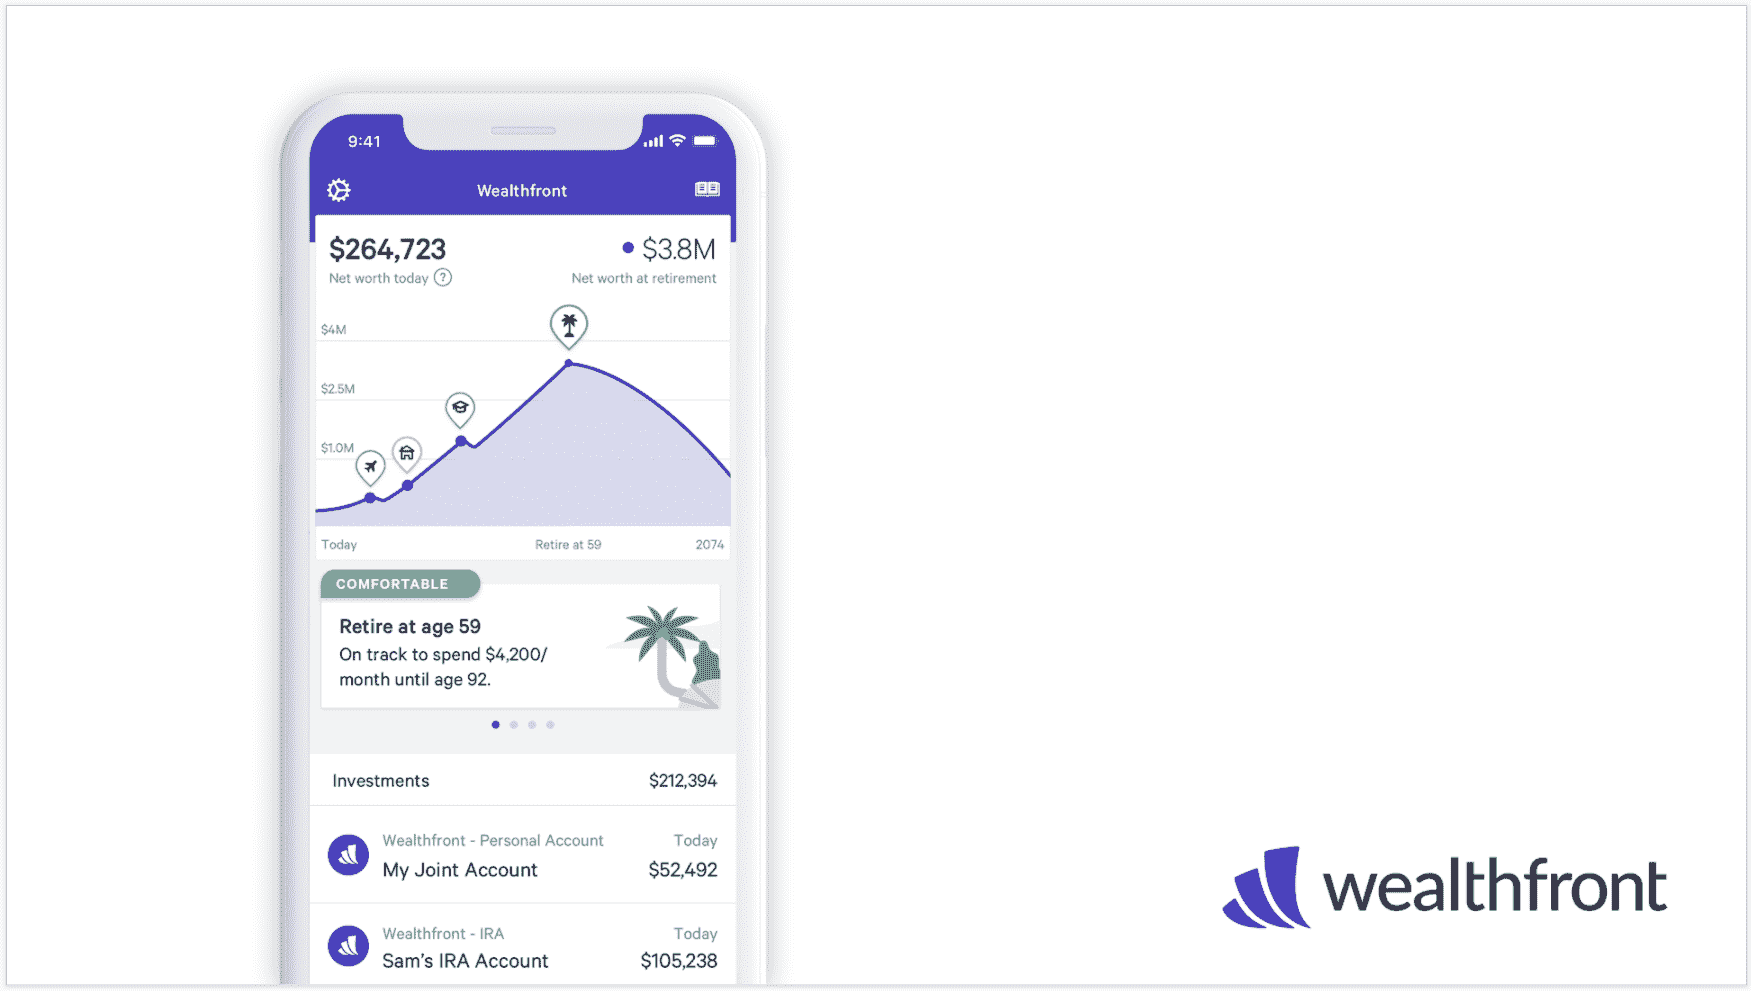 9:41
Wealthfront
$264,723
$3.8M
Net worth today ?
Net worth at retirement
$4M
$2.5M
$1.0M
Today
Retire at 59
2074
COMFORTABLE
Retire at age 59
On track to spend $4,200/
month until age 92.
Investments
$212,394
Wealthfront - Personal Account
Today
My Joint Account
$52,492
Wealthfront - IRA
Today
Sam's IRA Account
$105,238
wealthfront